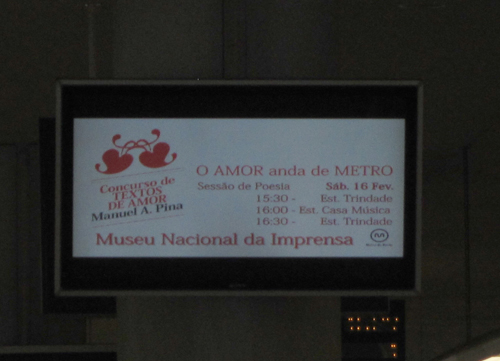 Concurso de
TEXTOS
DE AMOR
Manuel A. Pina
O AMOR anda de METRO
Sessão de Poesia Sáb. 16 Fev.
15:30 - Est. Trindade
16:00 - Est. Casa Música
16:30 - Est. Trindade
Museu Nacional da Imprensa